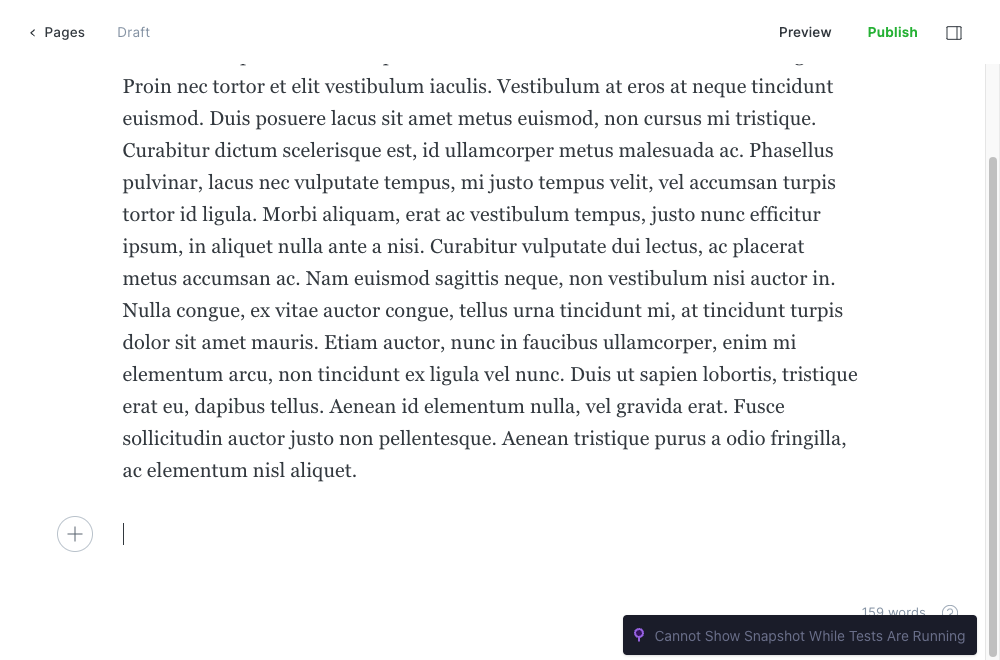 Pages
Draft
Preview
Publish
Proin nec tortor et elit vestibulum iaculis. Vestibulum at eros at neque tincidunt
euismod. Duis posuere lacus sit amet metus euismod, non cursus mi tristique.
Curabitur dictum scelerisque est, id ullamcorper metus malesuada ac. Phasellus
pulvinar, lacus nec vulputate tempus, mi justo tempus velit, vel accumsan turpis
tortor id ligula. Morbi aliquam, erat ac vestibulum tempus, justo nunc efficitur
ipsum, in aliquet nulla ante a nisi. Curabitur vulputate dui lectus, ac placerat
metus accumsan ac. Nam euismod sagittis neque, non vestibulum nisi auctor in.
Nulla congue, ex vitae auctor congue, tellus urna tincidunt mi, at tincidunt turpis
dolor sit amet mauris. Etiam auctor, nunc in faucibus ullamcorper, enim mi
elementum arcu, non tincidunt ex ligula vel nunc. Duis ut sapien lobortis, tristique
erat eu, dapibus tellus. Aenean id elementum nulla, vel gravida erat. Fusce
sollicitudin auctor justo non pellentesque. Aenean tristique purus a odio fringilla,
ac elementum nisl aliquet.
159 words
Cannot Show Snapshot While Tests Are Running